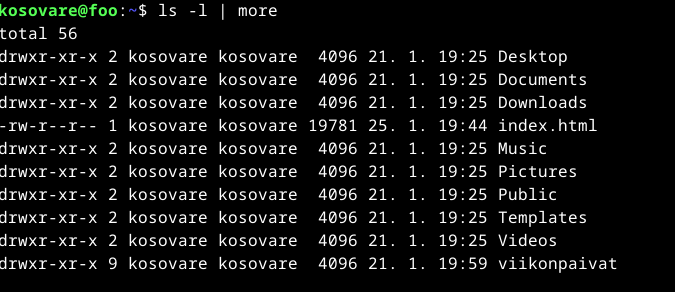 kosovare@foo:~$ ls -l | more
total 56
drwxr-xr-x 2 kosovare kosovare  4096 21. 1. 19:25 Desktop
drwxr-xr-x 2 kosovare kosovare  4096 21. 1. 19:25 Documents
drwxr-xr-x 2 kosovare kosovare  4096 21. 1. 19:25 Downloads
-rw-r--r-- 1 kosovare kosovare 19781 25. 1. 19:44 index.html
drwxr-xr-x 2 kosovare kosovare  4096 21. 1. 19:25 Music
drwxr-xr-x 2 kosovare kosovare  4096 21. 1. 19:25 Pictures
drwxr-xr-x 2 kosovare kosovare  4096 21. 1. 19:25 Public
drwxr-xr-x 2 kosovare kosovare  4096 21. 1. 19:25 Templates
drwxr-xr-x 2 kosovare kosovare  4096 21. 1. 19:25 Videos
drwxr-xr-x 9 kosovare kosovare  4096 21. 1. 19:59 viikonpaivat